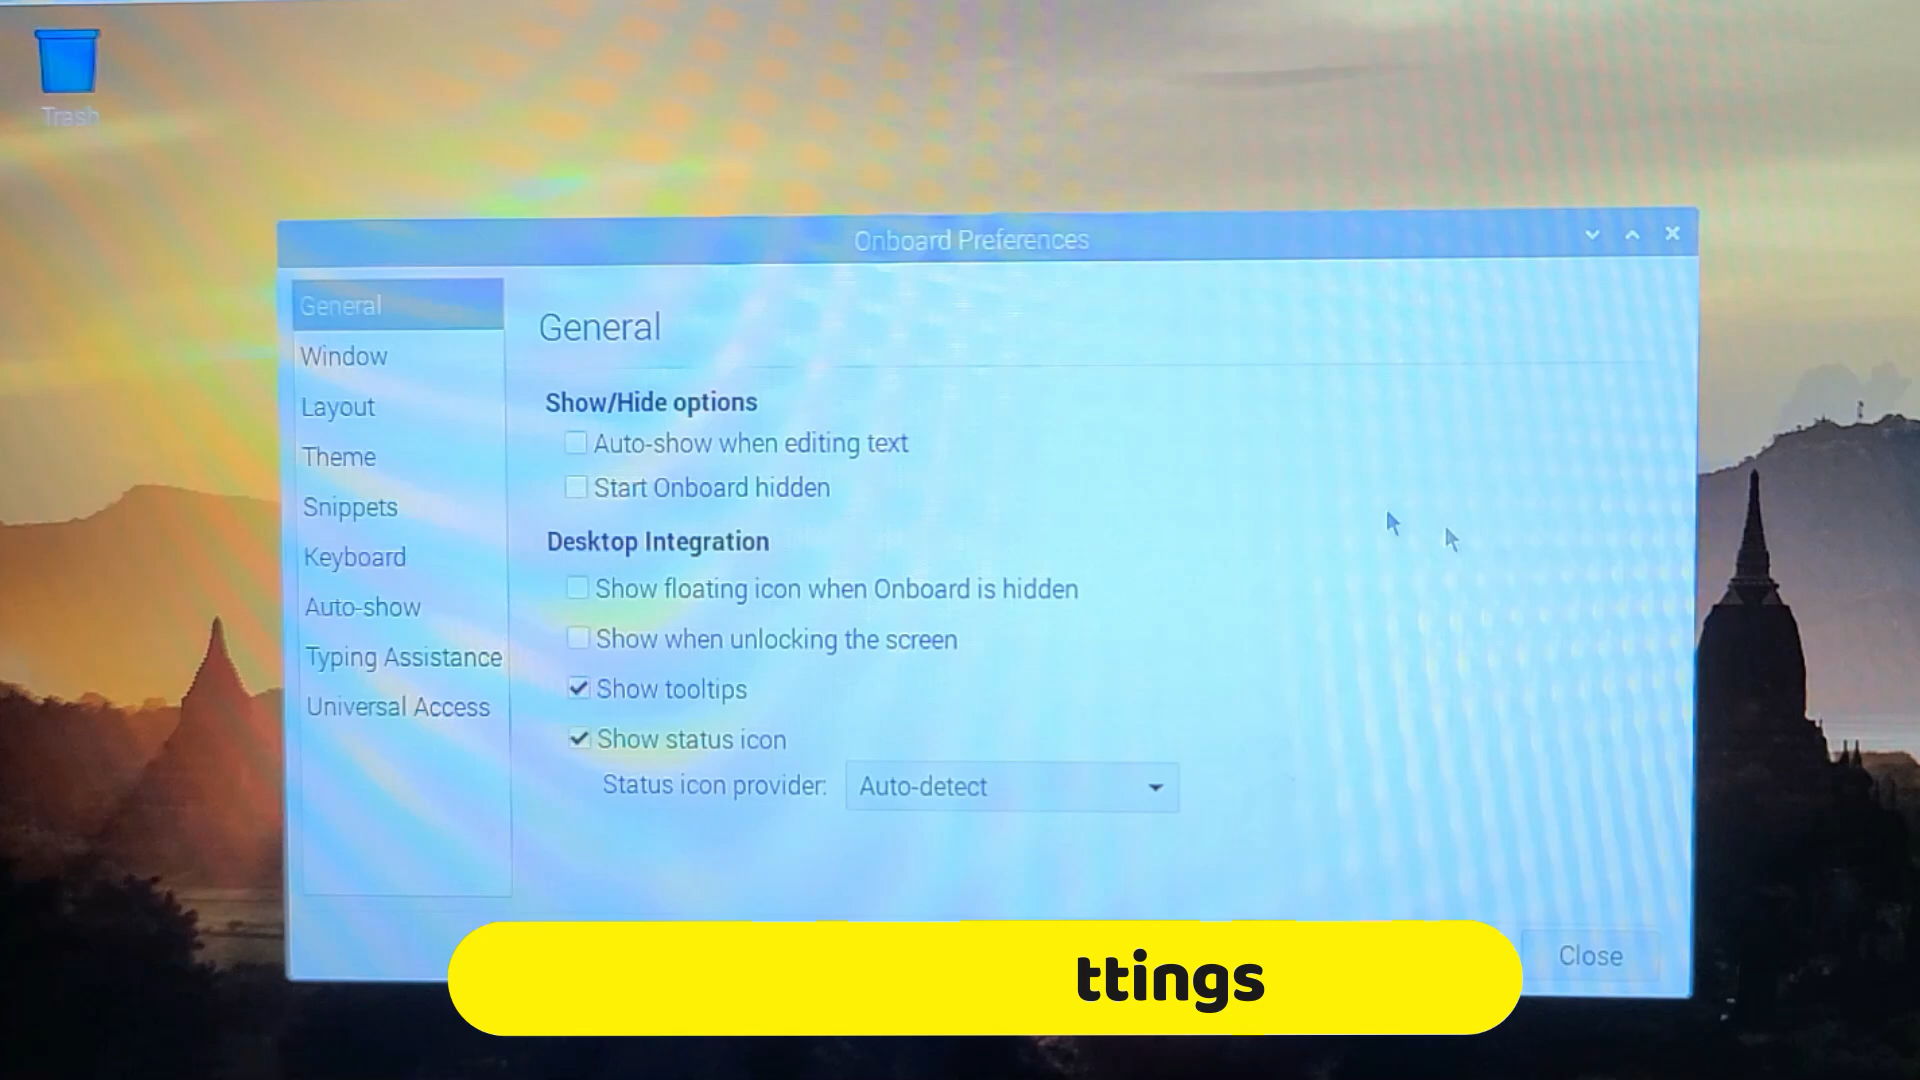 Trash
Onboard Preferences
General
Window
Layout
Theme
Snippets
Keyboard
Auto-show
Typing Assistance
Universal Access
General
Show/Hide options
Auto-show when editing text
Start Onboard hidden
Desktop Integration
Show floating icon when Onboard is hidden
Show when unlocking the screen
Show tooltips
Show status icon
Status icon provider: Auto-detect
Close
ttings